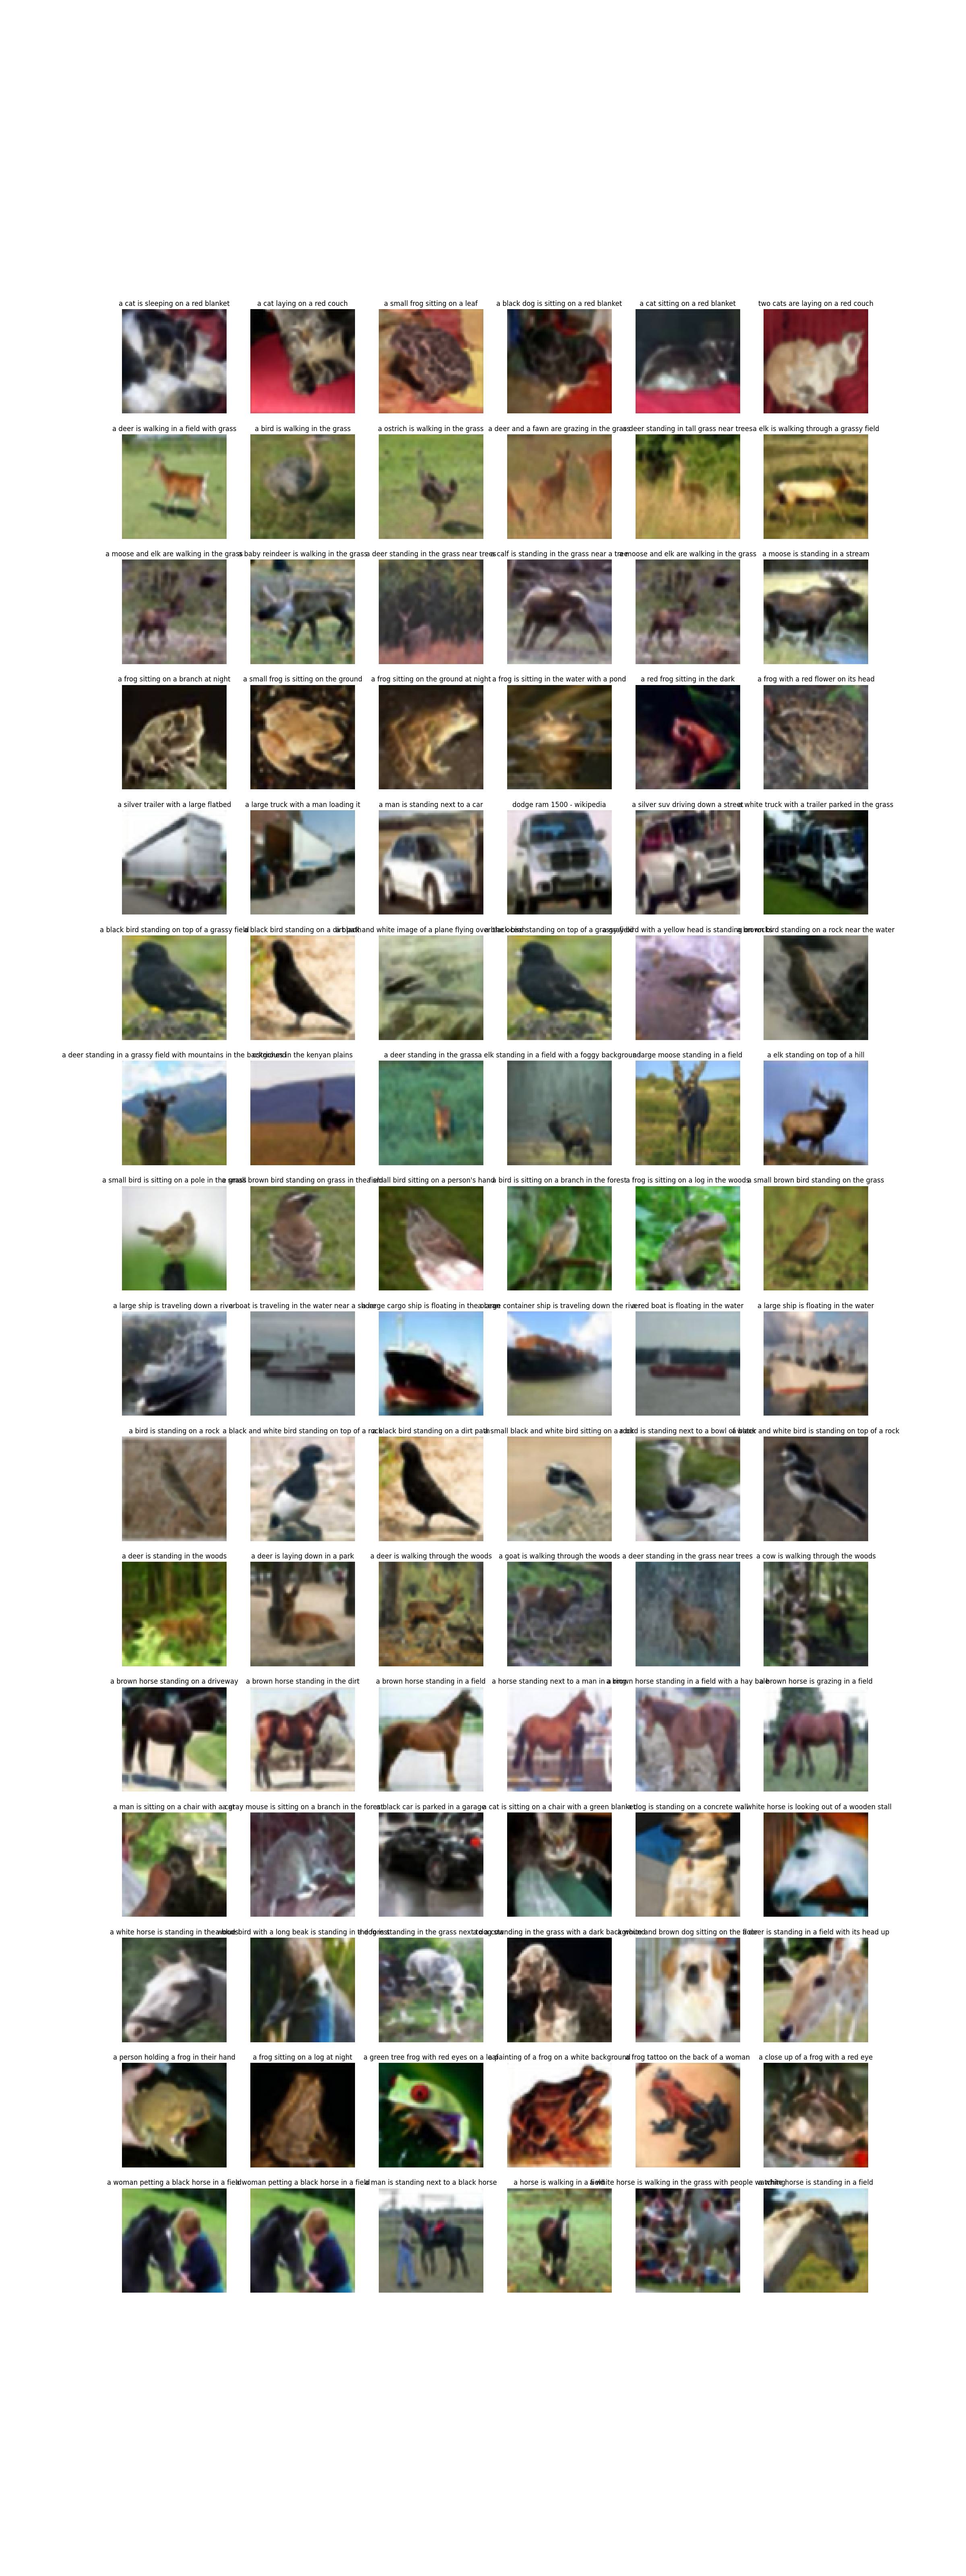 a cat is sleeping on a red blanket
a cat laying on a red couch
a small frog sitting on a leaf
a black dog is sitting on a red blanket
a cat sitting on a red blanket
two cats are laying on a red couch
a deer is walking in a field with grass
a bird is walking in the grass
a ostrich is walking in the grass
a deer and a fawn are grazing in the grass
a deer standing in tall grass near trees
a elk is walking through a grassy field
a moose and elk are walking in the grass
a baby reindeer is walking in the grass
a deer standing in the grass near trees
a calf is standing in the grass near a tree
a moose and elk are walking in the grass
a moose is standing in a stream
a frog sitting on a branch at night
a small frog is sitting on the ground
a frog sitting on the ground at night
a frog is sitting in the water with a pond
a red frog sitting in the dark
a frog with a red flower on its head
a silver trailer with a large flatbed
a large truck with a man loading it
a man is standing next to a car
dodge ram 1500 - wikipedia
a silver suv driving down a street
a white truck with a trailer parked in the grass
a black bird standing on top of a grassy field
a black bird standing on a dirt path
a black and white image of a plane flying over the ocean
a black bird standing on top of a grassy field
a bird with a yellow head is standing on rocks
a brown bird standing on a rock near the water
a deer standing in a grassy field with mountains in the background
ostriches in the kenyan plains
a deer standing in the grass
a elk standing in a field with a foggy background
a large moose standing in a field
a elk standing on top of a hill
a small bird is sitting on a pole in the grass
a small brown bird standing on grass in the field
a small bird sitting on a person's hand
a bird is sitting on a branch in the forest
a frog is sitting on a log in the woods
a small brown bird standing on the grass
a large ship is traveling down a river
a boat is traveling in the water near a shore
a large cargo ship is floating in the ocean
a large container ship is traveling down the river
a red boat is floating in the water
a large ship is floating in the water
a bird is standing on a rock
a black and white bird standing on top of a rock
a black bird standing on a dirt path
a small black and white bird sitting on a rock
a bird is standing next to a bowl of water
a black and white bird is standing on top of a rock
a deer is standing in the woods
a deer is laying down in a park
a deer is walking through the woods
a goat is walking through the woods
a deer standing in the grass near trees
a cow is walking through the woods
a brown horse standing on a driveway
a brown horse standing in the dirt
a brown horse standing in a field
a horse standing next to a man in a ring
a brown horse standing in a field with a hay bale
a brown horse is grazing in a field
a man is sitting on a chair with a cat
a gray mouse is sitting on a branch in the forest
a black car is parked in a garage
a cat is sitting on a chair with a green blanket
a dog is standing on a concrete wall
a white horse is looking out of a wooden stall
a white horse is standing in the woods
a blue bird with a long beak is standing in the forest
a dog is standing in the grass next to a cow
a dog standing in the grass with a dark background
a white and brown dog sitting on the floor
a deer is standing in a field with its head up
a person holding a frog in their hand
a frog sitting on a log at night
a green tree frog with red eyes on a leaf
a painting of a frog on a white background
a frog tattoo on the back of a woman
a close up of a frog with a red eye
a woman petting a black horse in a field
a woman petting a black horse in a field
a man is standing next to a black horse
a horse is walking in a field
a white horse is walking in the grass with people watching
a white horse is standing in a field